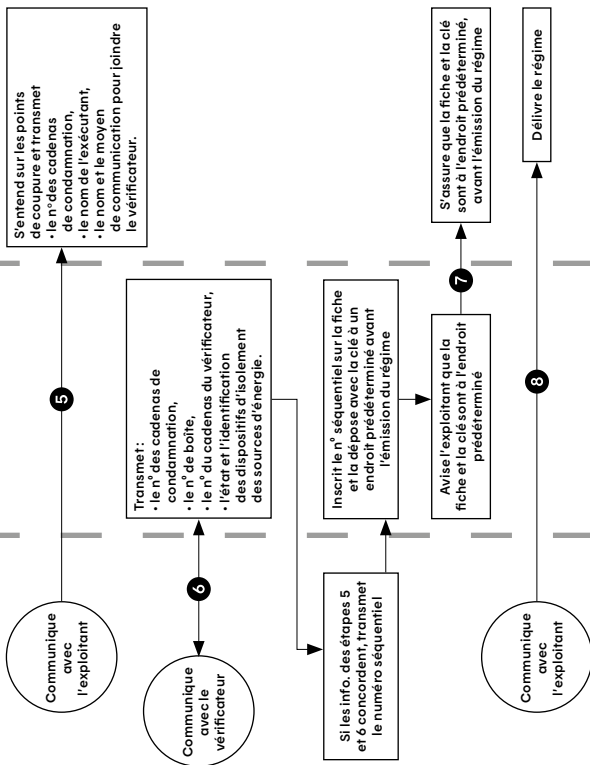 Communique
avec
l'exploitant
5
S'entend sur les points
de coupure et transmet
• le n° des cadenas
de condamnation,
• le nom de l'exécutant,
• le nom et le moyen
de communication pour joindre
le vérificateur.
Communique
avec le
vérificateur
6
Transmet :
• le n° des cadenas de
condamnation,
• le n° de boîte,
• le n° du cadenas du vérificateur,
• l'état et l'identification
des dispositifs d'isolement
des sources d'énergie.
Si les info. des étapes 5
et 6 concordent, transmet
le numéro séquentiel
Inscrit le n° séquentiel sur la fiche
et la dépose avec la clé à un
endroit prédéterminé avant
l'émission du régime
Avise l'exploitant que la
fiche et la clé sont à l'endroit
prédéterminé
7
S'assure que la fiche et la clé
sont à l'endroit prédéterminé,
avant l'émission du régime
Communique
avec
l'exploitant
8
Délivre le régime